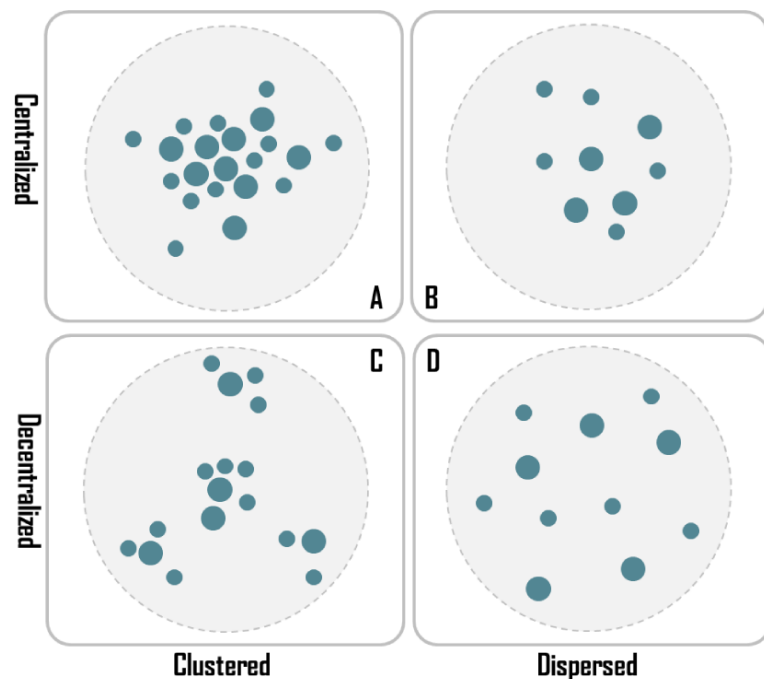 Centralized
A
B
Decentralized
C
D
Clustered
Dispersed